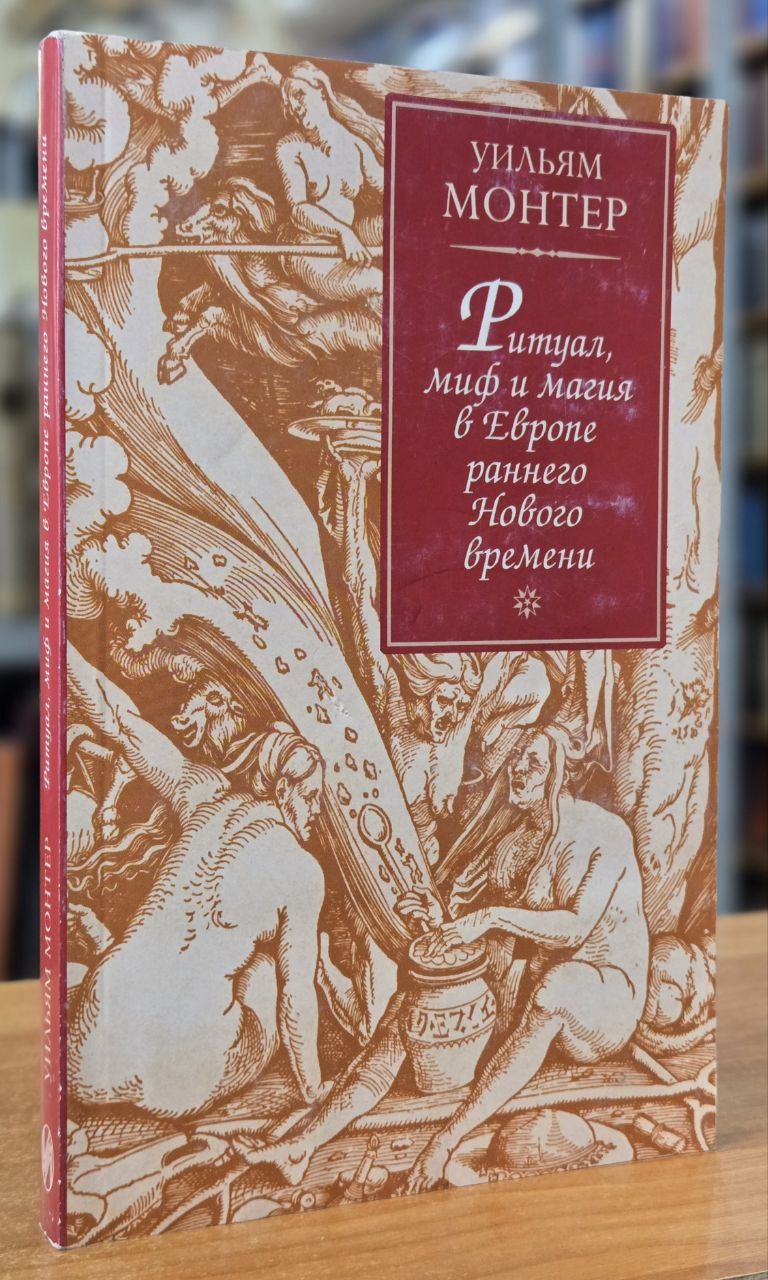 УИЛЬЯМ
МОНТЕР
Ритуал,
миф и магия
в Европе
раннего
Нового
времени
УИЛЬЯМ МОНТЕР Ритуал, миф и магия в Европе раннего Нового времени